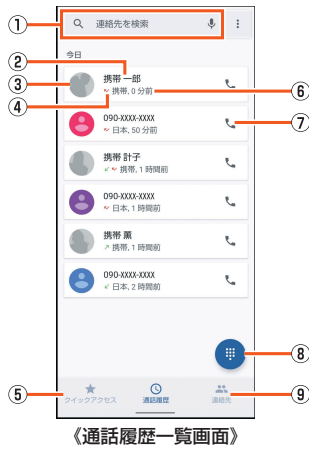 ① 連絡先を検索
今日
②
③ 携帯 一郎
④ 携帯, 0 分前 ⑥
090-XXXX-XXXX ⑦
日本, 50 分前
携帯 計子
携帯, 1 時間前
090-XXXX-XXXX
日本, 1 時間前
携帯 薫
携帯, 1 時間前
090-XXXX-XXXX
日本, 2 時間前
⑧
⑤ クイックアクセス 通話履歴 連絡先 ⑨
《通話履歴一覧画面》